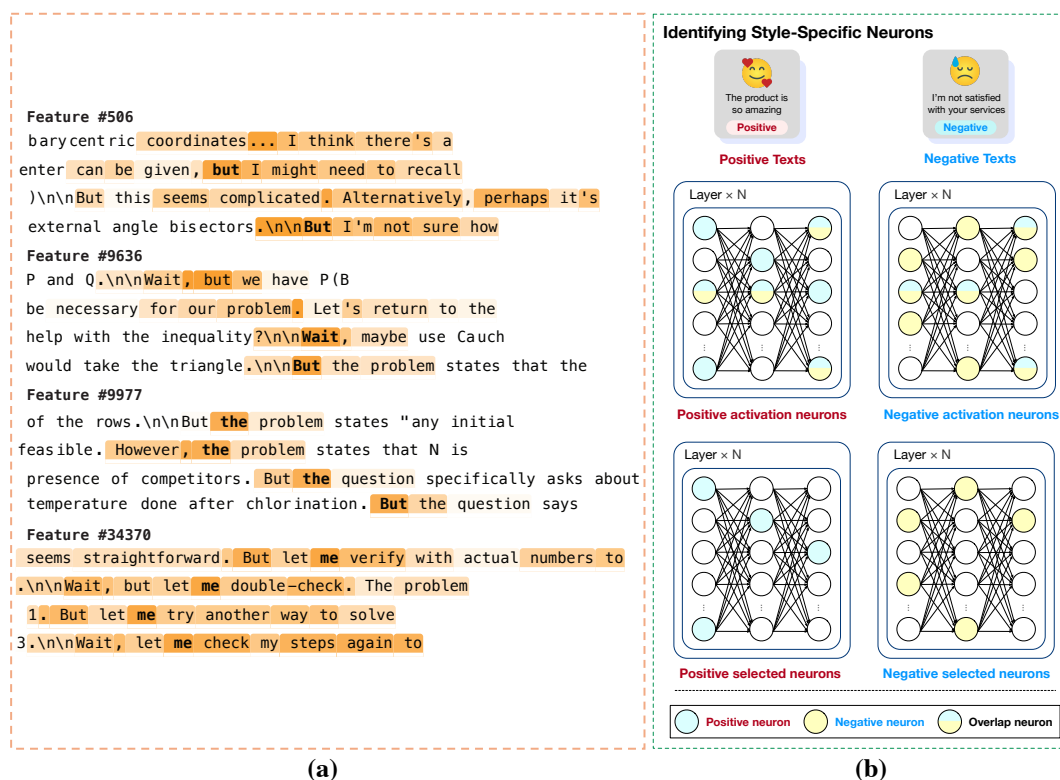 Feature #506
barycentric coordinates... I think there's a
enter can be given, but I might need to recall
)\n\nBut this seems complicated. Alternatively, perhaps it's
external angle bisectors.\n\nBut I'm not sure how
Feature #9636
P and Q.\n\nWait, but we have P(B
be necessary for our problem. Let's return to the
help with the inequality?\n\nWait, maybe use Cauch
would take the triangle.\n\nBut the problem states that the
Feature #9977
of the rows.\n\nBut the problem states "any initial
feasible. However, the problem states that N is
presence of competitors. But the question specifically asks about
temperature done after chlorination. But the question says
Feature #34370
seems straightforward. But let me verify with actual numbers to
.\n\nWait, but let me double-check. The problem
1. But let me try another way to solve
3.\n\nWait, let me check my steps again to
(a)
Identifying Style-Specific Neurons
The product is
so amazing
Positive
I'm not satisfied
with your services
Negative
Positive Texts
Negative Texts
Layer × N
Layer × N
Positive activation neurons
Negative activation neurons
Layer × N
Layer × N
Positive selected neurons
Negative selected neurons
Positive neuron
Negative neuron
Overlap neuron
(b)